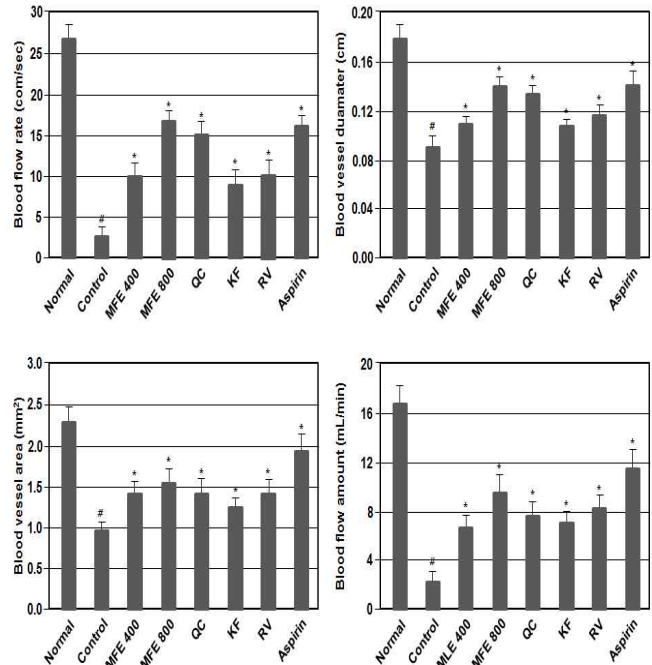 Blood flow rate (com/sec)
30
25
20
15
10
5
0
#
*
*
*
*
*
*
Normal
Control
MFE 400
MFE 800
QC
KF
RV
Aspirin
Blood vessel duamater (cm)
0.20
0.16
0.12
0.08
0.04
0.00
#
*
*
*
*
*
*
Normal
Control
MFE 400
MFE 800
QC
KF
RV
Aspirin
Blood vessel area (mm²)
3.0
2.5
2.0
1.5
1.0
0.5
0.0
#
*
*
*
*
*
*
Normal
Control
MFE 400
MFE 800
QC
KF
RV
Aspirin
Blood flow amount (mL/min)
20
16
12
8
4
0
#
*
*
*
*
*
*
Normal
Control
MLE 400
MFE 800
QC
KF
RV
Aspirin